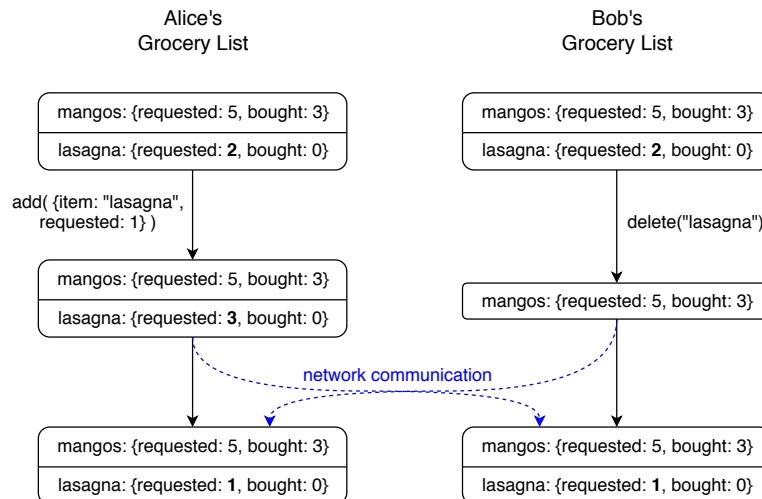 Alice's
Grocery List
Bob's
Grocery List
mangos: {requested: 5, bought: 3}
lasagna: {requested: 2, bought: 0}
mangos: {requested: 5, bought: 3}
lasagna: {requested: 2, bought: 0}
add( {item: "lasagna",
requested: 1} )
delete("lasagna")
mangos: {requested: 5, bought: 3}
lasagna: {requested: 3, bought: 0}
mangos: {requested: 5, bought: 3}
network communication
mangos: {requested: 5, bought: 3}
lasagna: {requested: 1, bought: 0}
mangos: {requested: 5, bought: 3}
lasagna: {requested: 1, bought: 0}